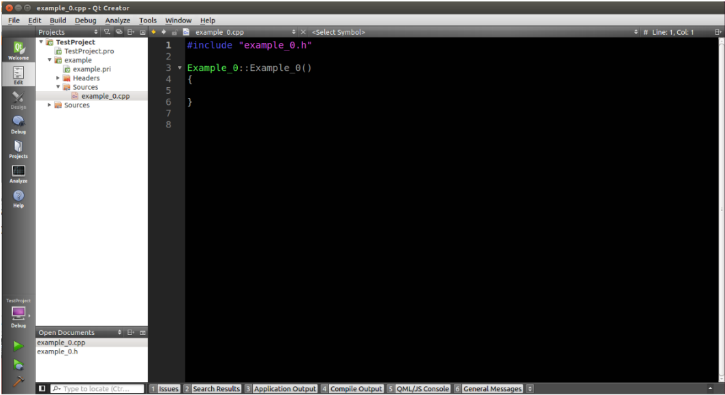 example_0.cpp - Qt Creator
File Edit Build Debug Analyze Tools Window Help
Projects
example_0.cpp
<Select Symbol>
# Line: 1, Col: 1
Welcome
Edit
Design
Debug
Projects
Analyze
Help
TestProject
Debug
TestProject
TestProject.pro
example
example.pri
Headers
Sources
example_0.cpp
Sources
1 #include "example_0.h"
2
3 Example_0::Example_0()
4 {
5
6 }
7
8
Open Documents
example_0.cpp
example_0.h
Type to locate (Ctr...
1 Issues
2 Search Results
3 Application Output
4 Compile Output
5 QML/JS Console
6 General Messages